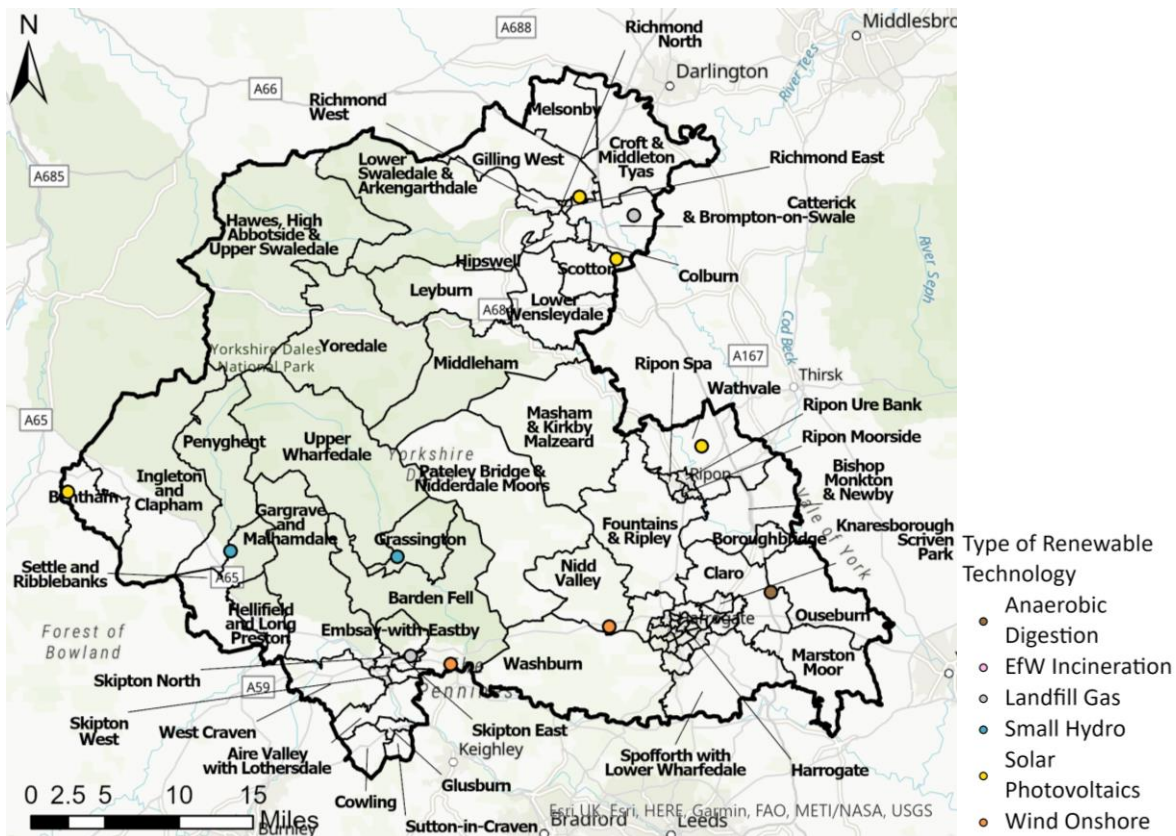 N
A688
Richmond
North
Middlesbro
Darlington
River Tees
A66
Richmond
West
Melsonby
A685
Lower
Swaledale &
Arkengarthdale
Gilling West
Croft &
Middleton
Tyas
Richmond East
Catterick
& Brompton-on-Swale
Hawes, High
Abbotside &
Upper Swaledale
River Seph
Hipswell
Scotton
Colburn
Leyburn
A68
Lower
Wensleydale
Cod Beck
Yorkshire Dales
National Park
Yoredale
Middleham
Ripon Spa
A167
Thirsk
Wathvale
A65
Masham
& Kirkby
Malzeard
Ripon Ure Bank
Penyghent
Upper
Wharfedale
Ripon Moorside
Yorkshire
Pateley Bridge &
Nidderdale Moors
Ripon
Bishop
Monkton
& Newby
Bentham
Ingleton
and
Clapham
Vale of York
Gargrave
and
Malhamdale
Grassington
Fountains
& Ripley
Boroughbridge
Knaresborough
Scriven
Park
Settle and
Ribblebanks
A65
Nidd
Valley
Claro
Barden Fell
Ouseburn
Hellifield
and Long
Preston
Embsay-with-Eastby
Harrogate
Forest of
Bowland
Washburn
Marston
Moor
Skipton North
A59
Pennines
Skipton
West
West Craven
Skipton East
Aire Valley
with Lothersdale
Keighley
Spofforth with
Lower Wharfedale
Harrogate
Glusburn
Cowling
Sutton-in-Craven
0 2.5 5 10 15
Miles
Burnley
Bradford
Leeds
Esri UK, Esri, HERE, Garmin, FAO, METI/NASA, USGS
Type of Renewable
Technology
Anaerobic
Digestion
EfW Incineration
Landfill Gas
Small Hydro
Solar
Photovoltaics
Wind Onshore